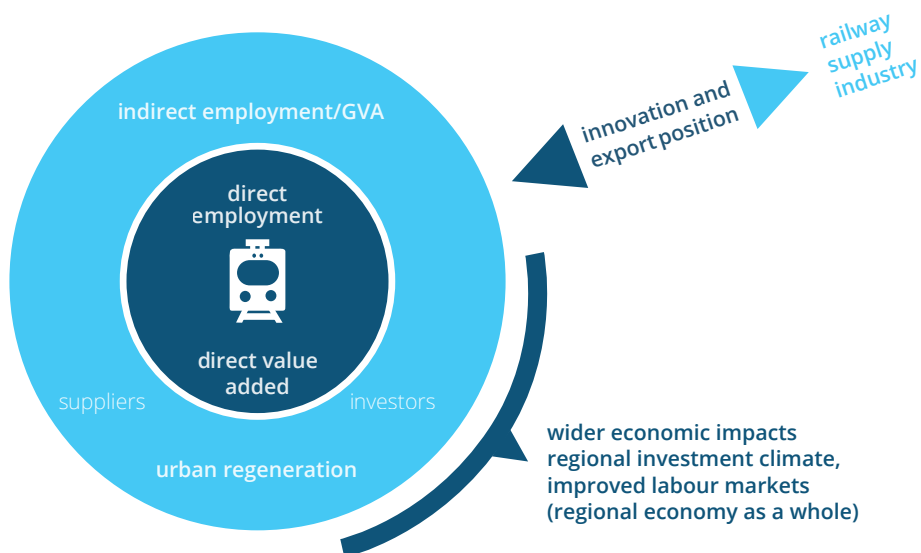 railway
supply
industry
innovation and
export position
indirect employment/GVA
direct
employment
direct value
added
suppliers
investors
urban regeneration
wider economic impacts
regional investment climate,
improved labour markets
(regional economy as a whole)